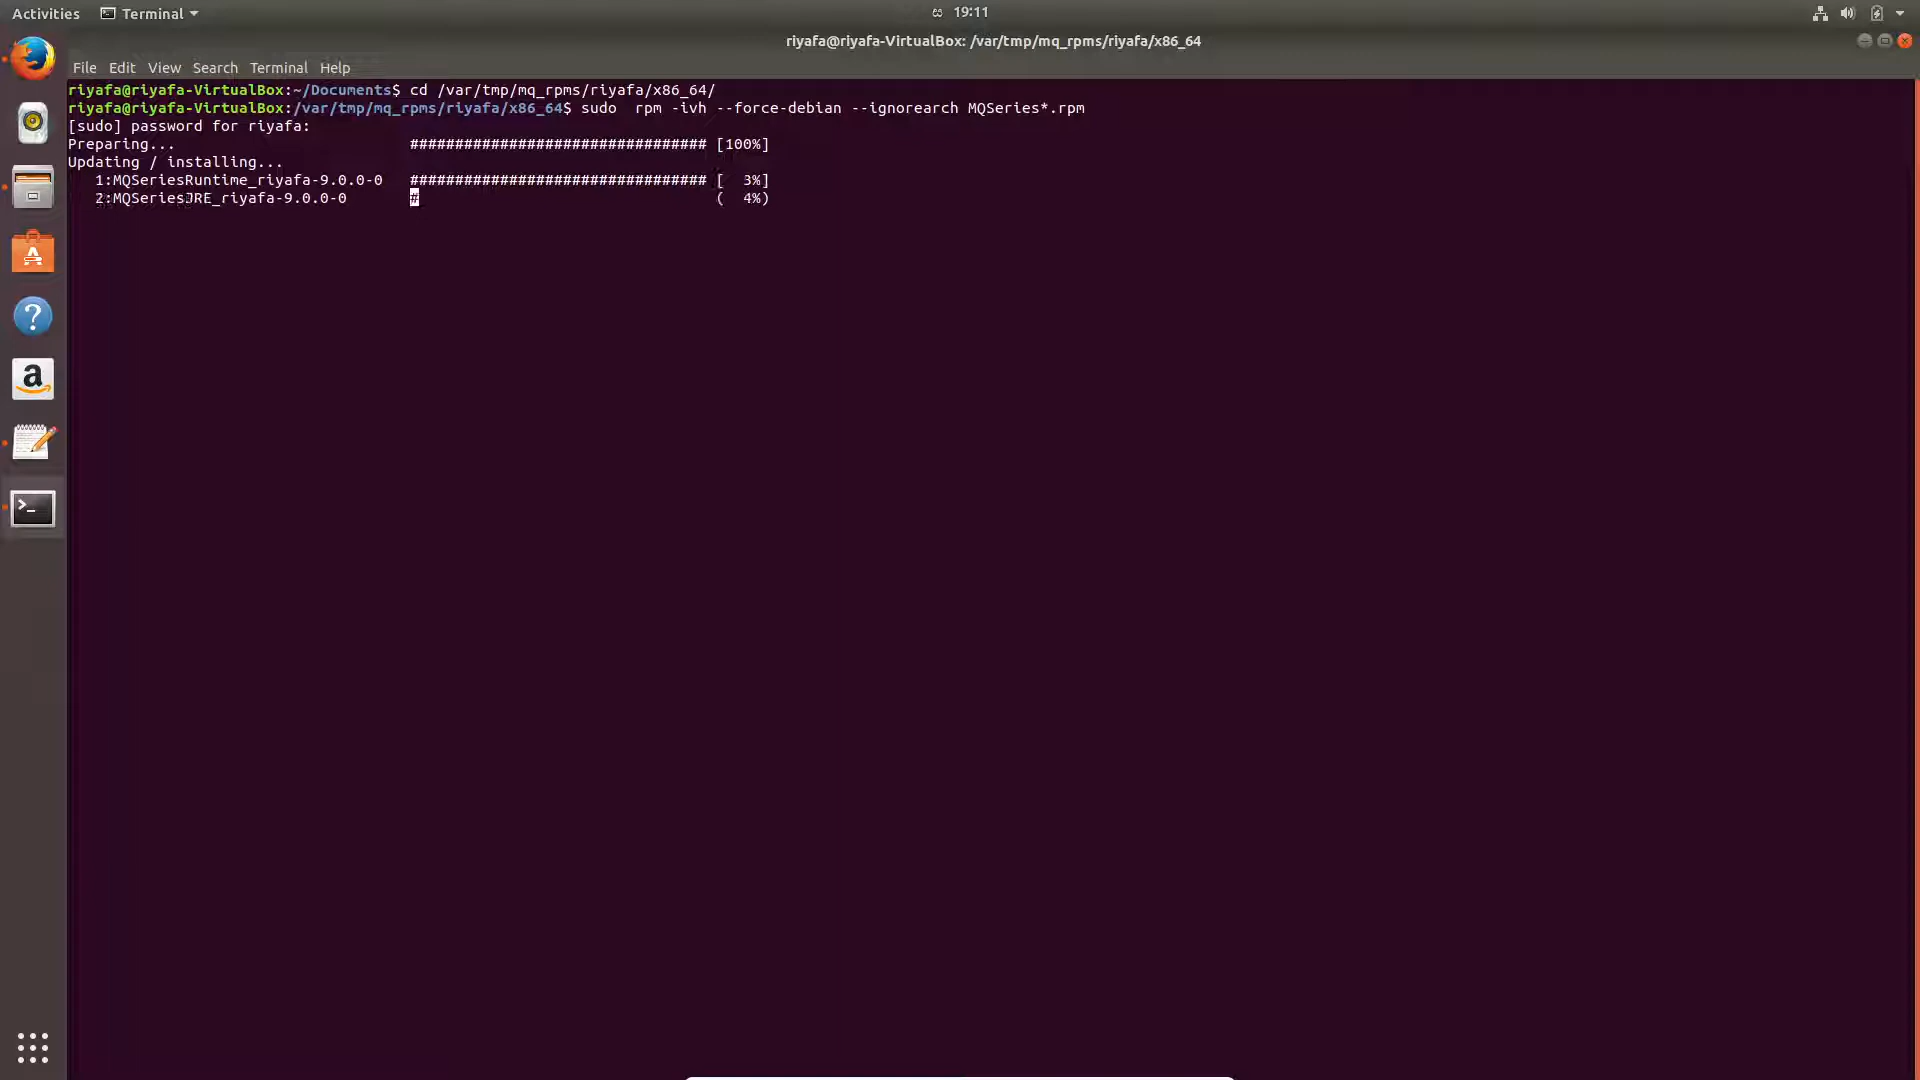 Activities Terminal ස 19:11
riyafa@riyafa-VirtualBox: /var/tmp/mq_rpms/riyafa/x86_64
File Edit View Search Terminal Help
riyafa@riyafa-VirtualBox:~/Documents$ cd /var/tmp/mq_rpms/riyafa/x86_64/
riyafa@riyafa-VirtualBox:/var/tmp/mq_rpms/riyafa/x86_64$ sudo  rpm -ivh --force-debian --ignorearch MQSeries*.rpm
[sudo] password for riyafa:
Preparing...                          ################################# [100%]
Updating / installing...
   1:MQSeriesRuntime_riyafa-9.0.0-0   ################################# [  3%]
   2:MQSeriesJRE_riyafa-9.0.0-0       #                                 (  4%)